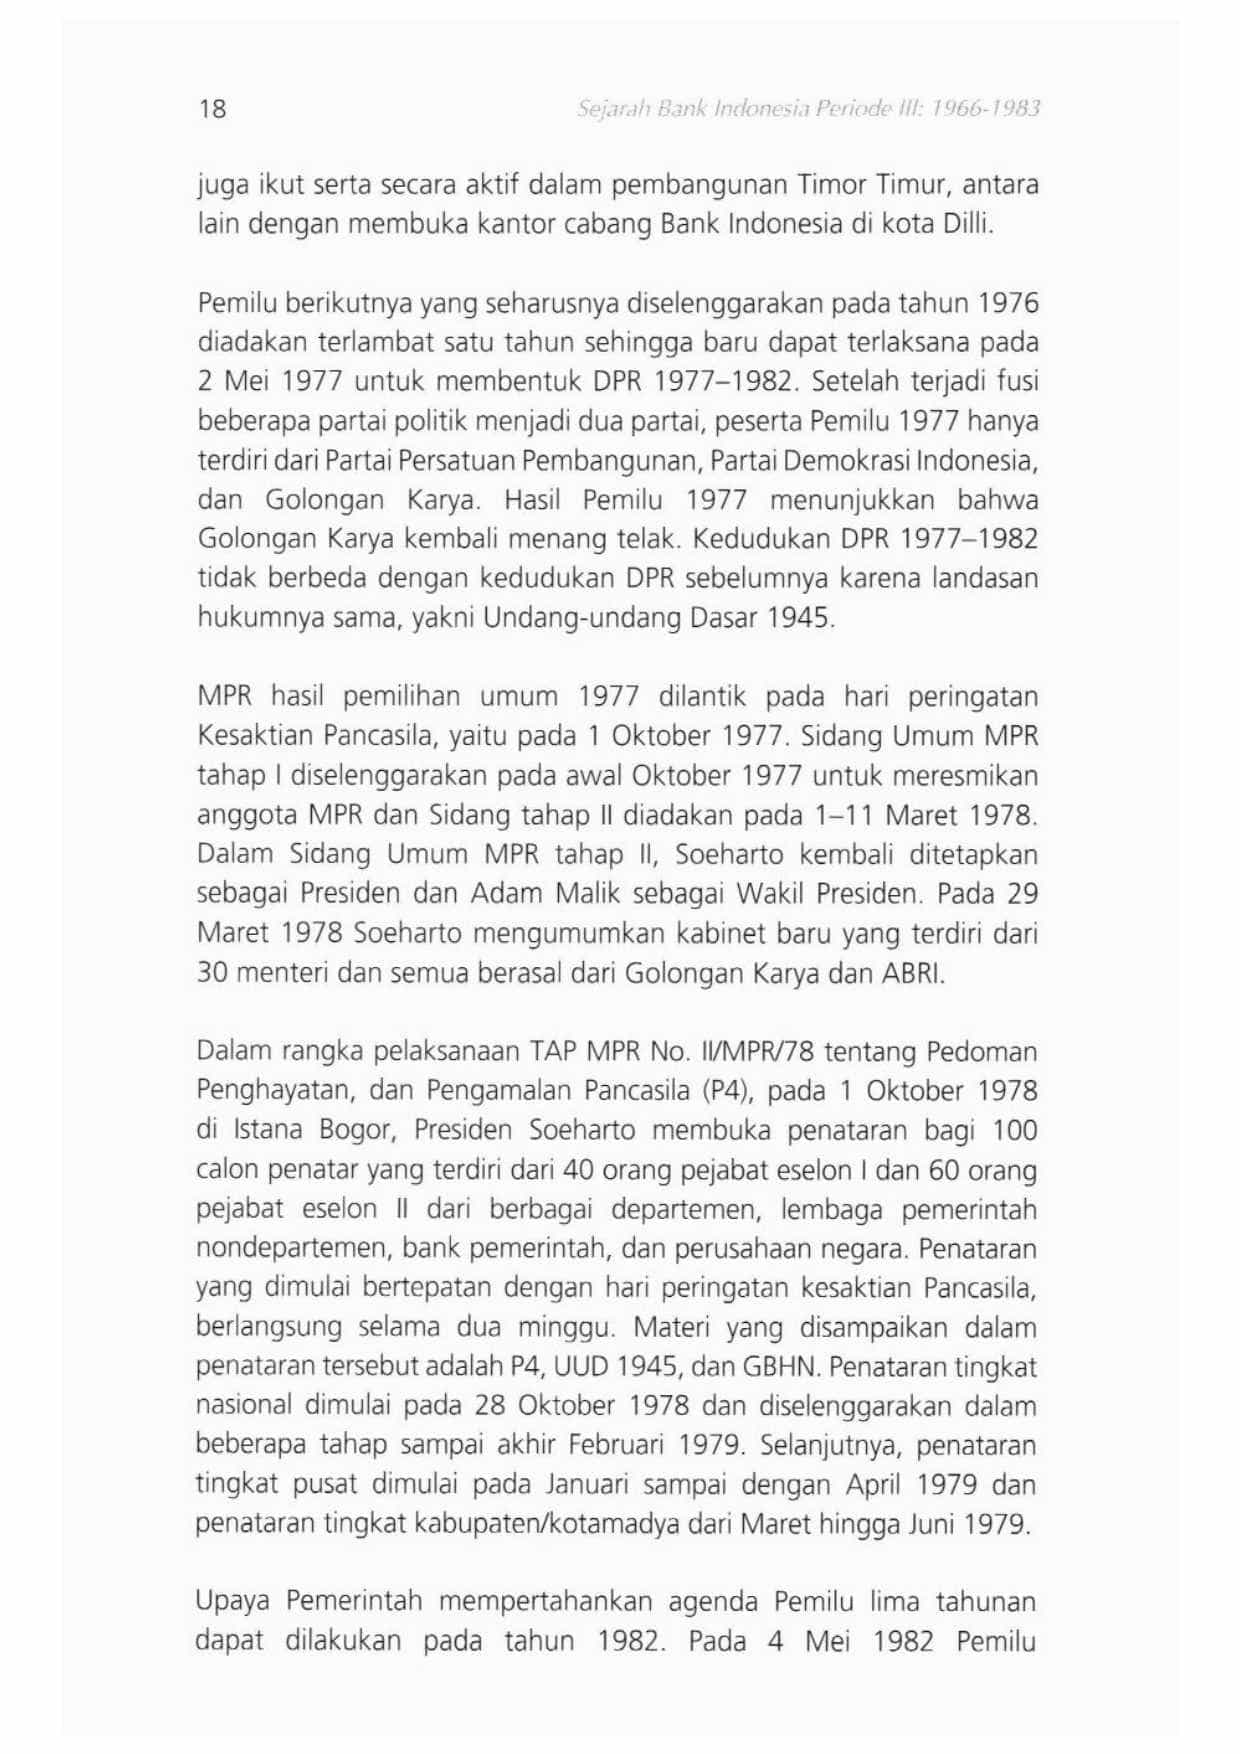 18
Sejarah Bank Indonesia Periode III: 1966-1983
juga ikut serta secara aktif dalam pembangunan Timor Timur, antara
lain dengan membuka kantor cabang Bank Indonesia di kota Dilli.
Pemilu berikutnya yang seharusnya diselenggarakan pada tahun 1976
diadakan terlambat satu tahun sehingga baru dapat terlaksana pada
2 Mei 1977 untuk membentuk DPR 1977–1982. Setelah terjadi fusi
beberapa partai politik menjadi dua partai, peserta Pemilu 1977 hanya
terdiri dari Partai Persatuan Pembangunan, Partai Demokrasi Indonesia,
dan Golongan Karya. Hasil Pemilu 1977 menunjukkan bahwa
Golongan Karya kembali menang telak. Kedudukan DPR 1977–1982
tidak berbeda dengan kedudukan DPR sebelumnya karena landasan
hukumnya sama, yakni Undang-undang Dasar 1945.
MPR hasil pemilihan umum 1977 dilantik pada hari peringatan
Kesaktian Pancasila, yaitu pada 1 Oktober 1977. Sidang Umum MPR
tahap I diselenggarakan pada awal Oktober 1977 untuk meresmikan
anggota MPR dan Sidang tahap II diadakan pada 1–11 Maret 1978.
Dalam Sidang Umum MPR tahap II, Soeharto kembali ditetapkan
sebagai Presiden dan Adam Malik sebagai Wakil Presiden. Pada 29
Maret 1978 Soeharto mengumumkan kabinet baru yang terdiri dari
30 menteri dan semua berasal dari Golongan Karya dan ABRI.
Dalam rangka pelaksanaan TAP MPR No. II/MPR/78 tentang Pedoman
Penghayatan, dan Pengamalan Pancasila (P4), pada 1 Oktober 1978
di Istana Bogor, Presiden Soeharto membuka penataran bagi 100
calon penatar yang terdiri dari 40 orang pejabat eselon I dan 60 orang
pejabat eselon II dari berbagai departemen, lembaga pemerintah
nondepartemen, bank pemerintah, dan perusahaan negara. Penataran
yang dimulai bertepatan dengan hari peringatan kesaktian Pancasila,
berlangsung selama dua minggu. Materi yang disampaikan dalam
penataran tersebut adalah P4, UUD 1945, dan GBHN. Penataran tingkat
nasional dimulai pada 28 Oktober 1978 dan diselenggarakan dalam
beberapa tahap sampai akhir Februari 1979. Selanjutnya, penataran
tingkat pusat dimulai pada Januari sampai dengan April 1979 dan
penataran tingkat kabupaten/kotamadya dari Maret hingga Juni 1979.
Upaya Pemerintah mempertahankan agenda Pemilu lima tahunan
dapat dilakukan pada tahun 1982. Pada 4 Mei 1982 Pemilu